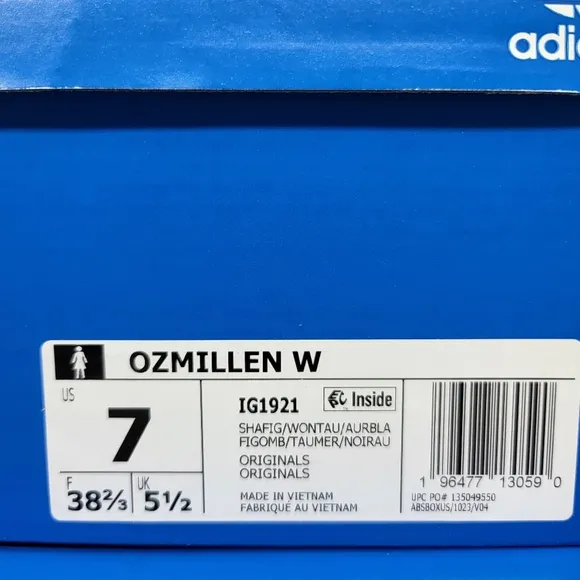 adi
OZMILLEN W
US
7
F
38⅔
UK
5½
IG1921
Inside
SHAFIG/WONTAU/AURBLA
FIGOMB/TAUMER/NOIRAU
ORIGINALS
ORIGINALS
MADE IN VIETNAM
FABRIQUÉ AU VIETNAM
1 96477 13059 0
UPC PO# 135049550
ABSBOXUS/1023/V04